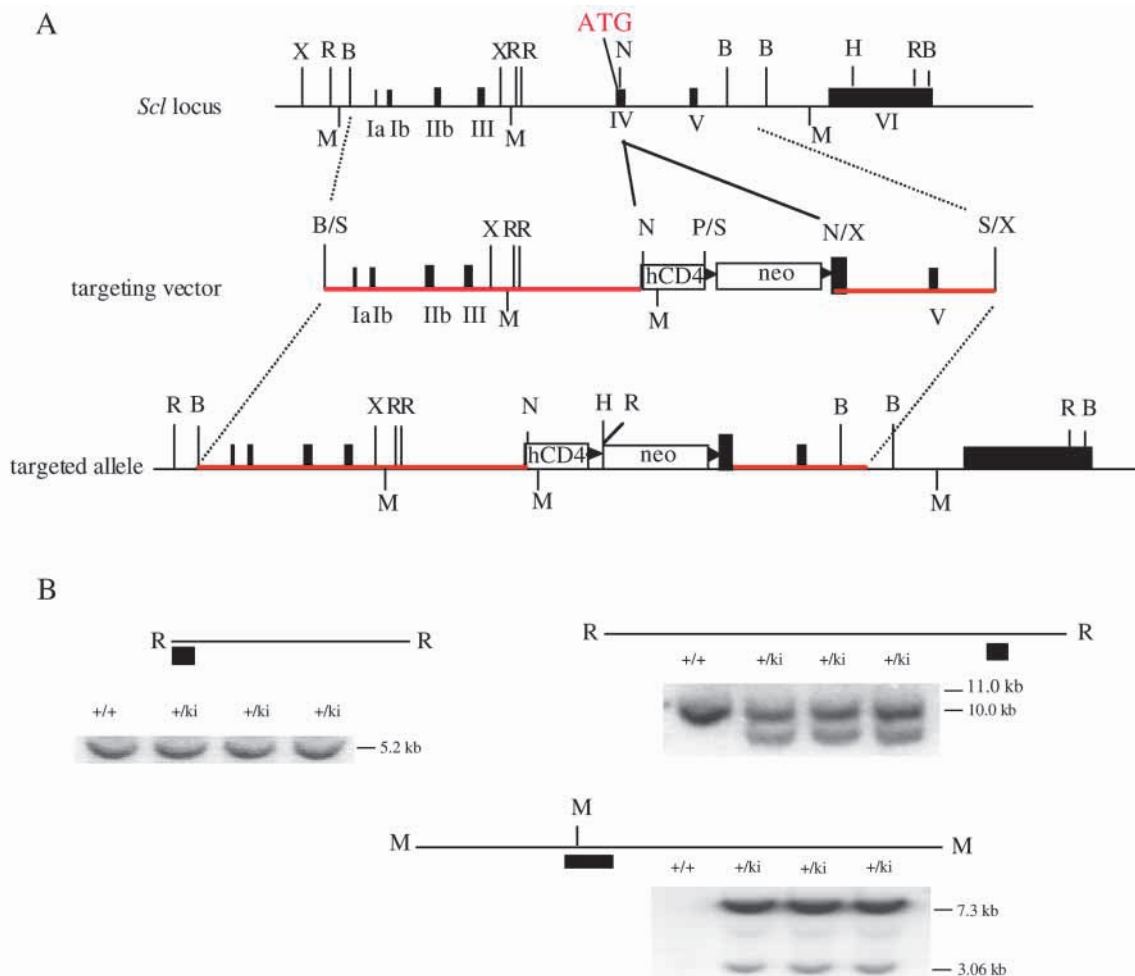 A
ATG
X R B X R R N B B H R B
Scl locus
M Ia Ib IIb III M IV V M VI
B/S X R R N P/S N/X S/X
hCD4 neo
targeting vector
Ia Ib IIb III M M V
R B X R R N H R B B R B
targeted allele hCD4 neo
M M M
B
R R
+/+ +/ki +/ki +/ki
5.2 kb
R R
+/+ +/ki +/ki +/ki
11.0 kb
10.0 kb
M
M M
+/+ +/ki +/ki +/ki
7.3 kb
3.06 kb